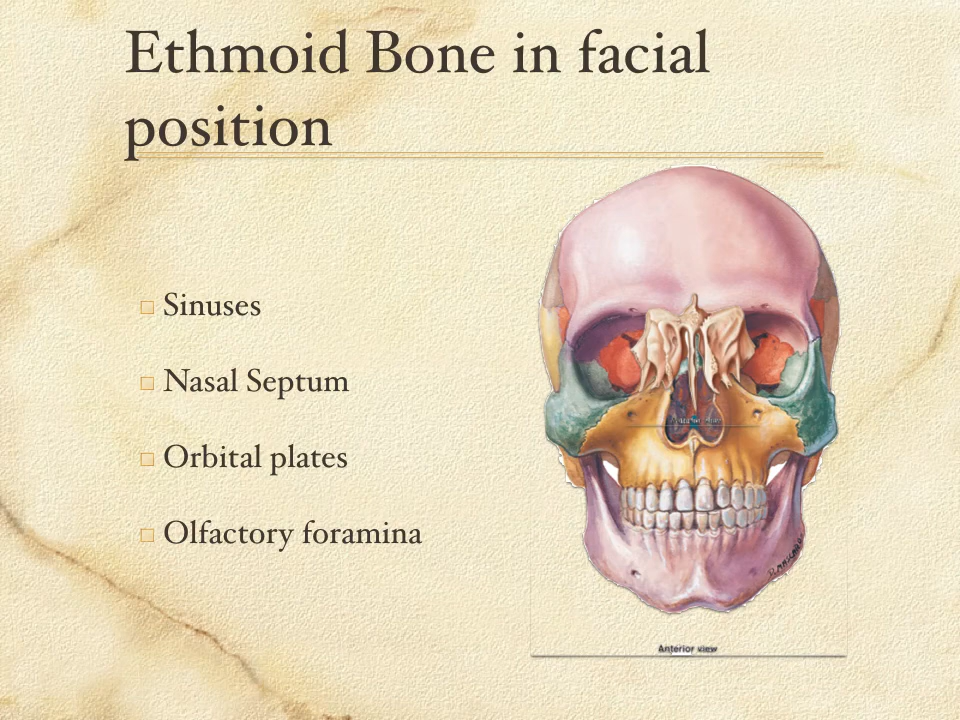 Ethmoid Bone in facial
position
Sinuses
Nasal Septum
Orbital plates
Olfactory foramina
Anterior view